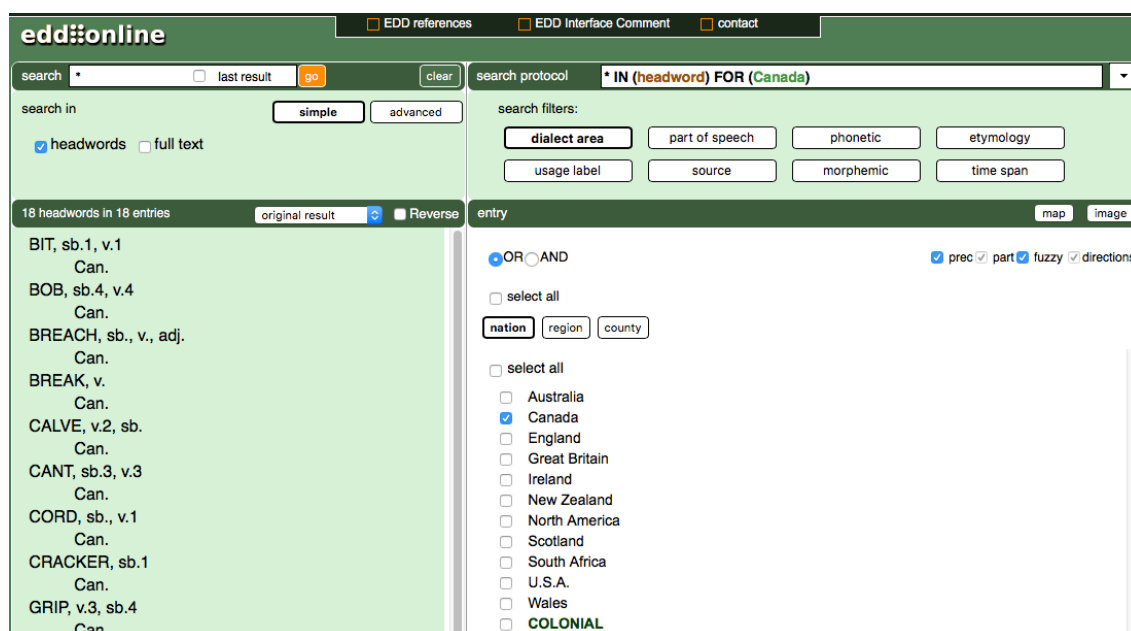 EDD references EDD Interface Comment contact
edd online
search * last result go clear
search protocol * IN (headword) FOR (Canada)
search in simple advanced
headwords full text
search filters:
dialect area part of speech phonetic etymology
usage label source morphemic time span
18 headwords in 18 entries original result Reverse
entry map image
BIT, sb.1, v.1
Can.
BOB, sb.4, v.4
Can.
BREACH, sb., v., adj.
Can.
BREAK, v.
Can.
CALVE, v.2, sb.
Can.
CANT, sb.3, v.3
Can.
CORD, sb., v.1
Can.
CRACKER, sb.1
Can.
GRIP, v.3, sb.4
Can.
OR AND prec part fuzzy directions
select all
nation region county
select all
Australia
Canada
England
Great Britain
Ireland
New Zealand
North America
Scotland
South Africa
U.S.A.
Wales
COLONIAL